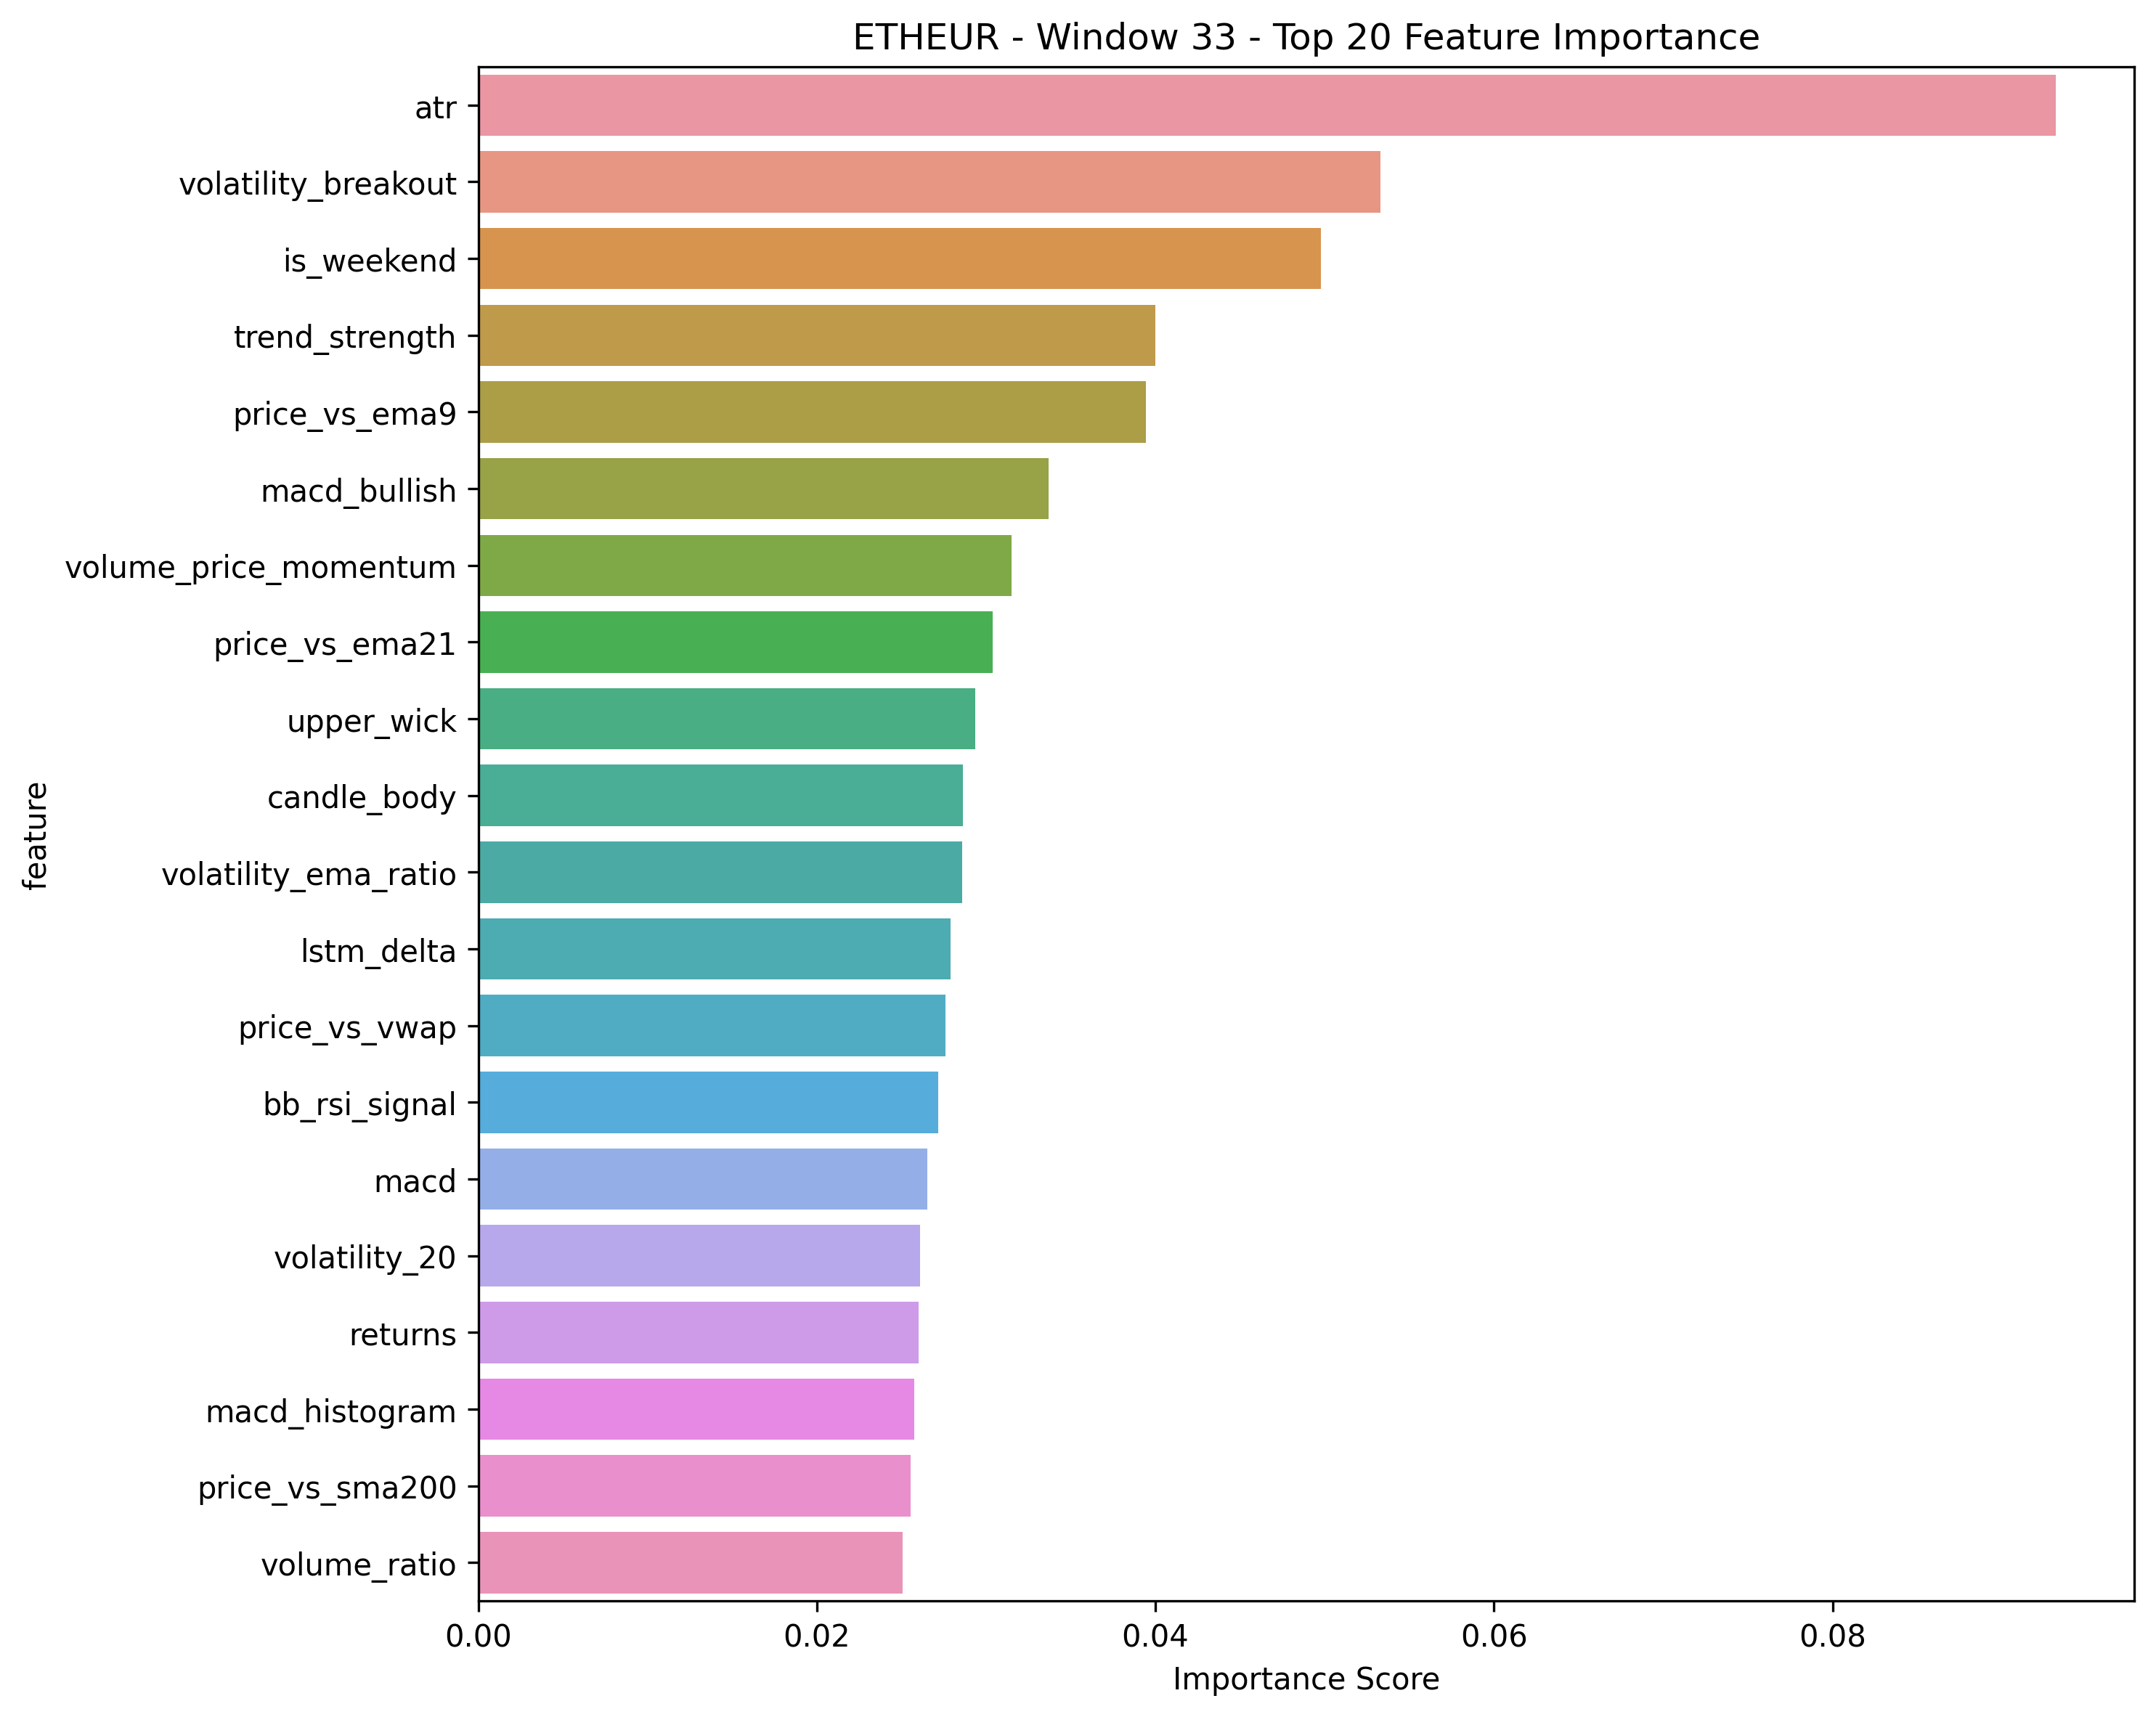 ETHEUR - Window 33 - Top 20 Feature Importance
atr
volatility_breakout
is_weekend
trend_strength
price_vs_ema9
macd_bullish
volume_price_momentum
price_vs_ema21
upper_wick
candle_body
volatility_ema_ratio
lstm_delta
price_vs_vwap
bb_rsi_signal
macd
volatility_20
returns
macd_histogram
price_vs_sma200
volume_ratio
feature
0.00 0.02 0.04 0.06 0.08
Importance Score